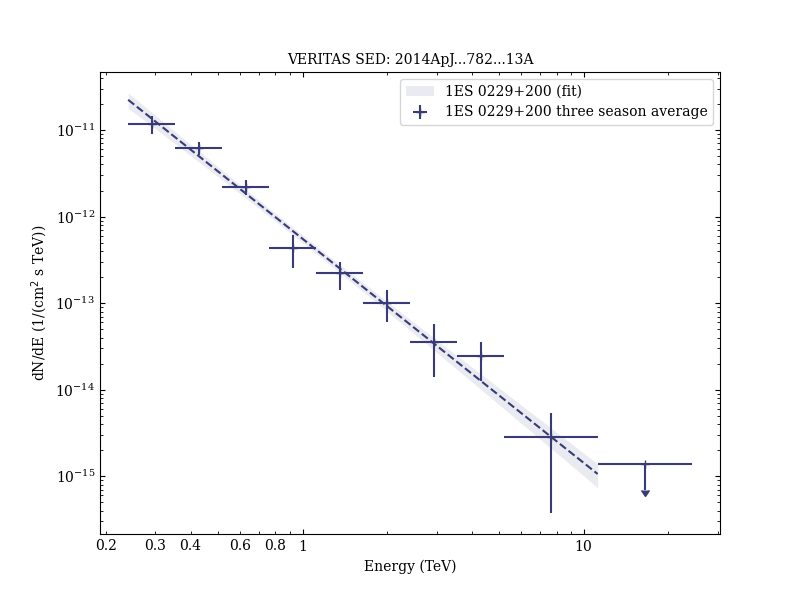 VERITAS SED: 2014ApJ...782...13A
1ES 0229+200 (fit)
1ES 0229+200 three season average
dN/dE (1/(cm² s TeV))
10⁻¹¹
10⁻¹²
10⁻¹³
10⁻¹⁴
10⁻¹⁵
0.2 0.3 0.4 0.6 0.8 1 10
Energy (TeV)